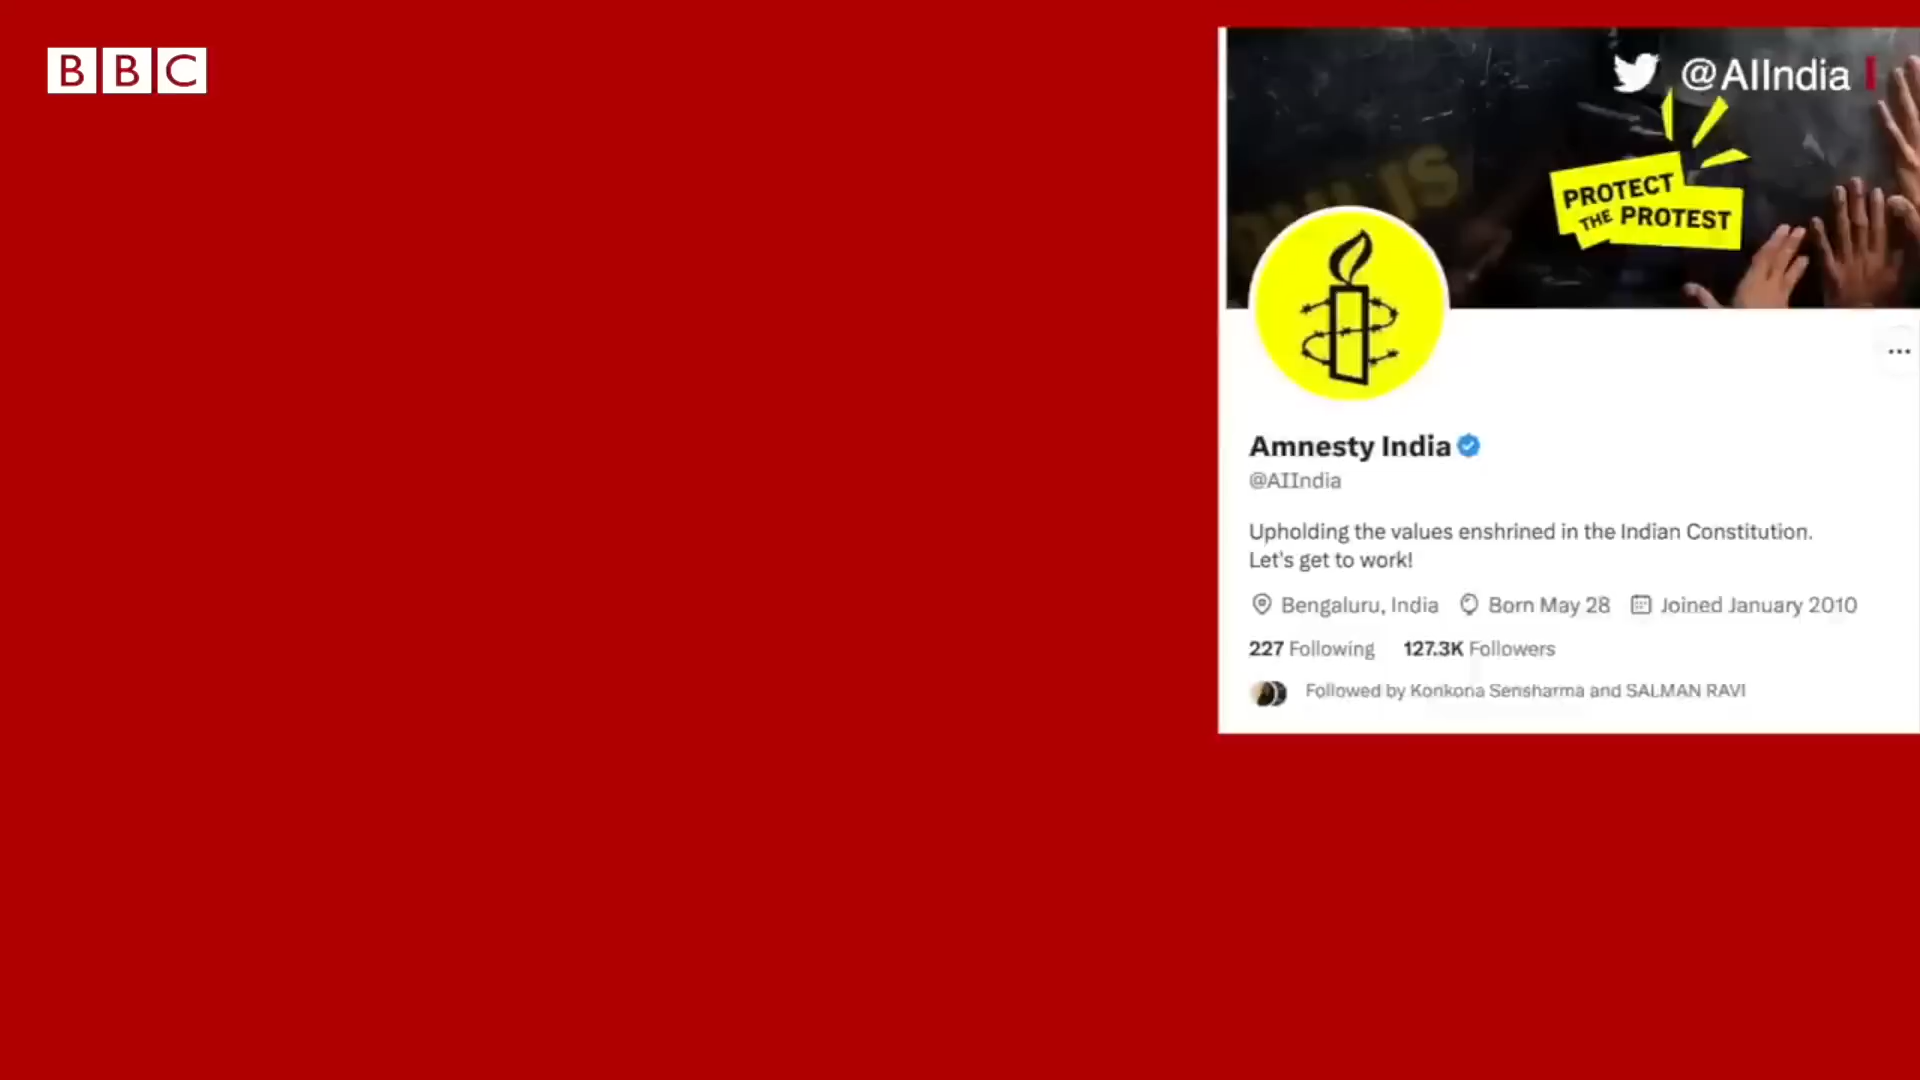 BBC
@AIIndia
PROTECT
THE PROTEST
Amnesty India
@AIIndia
Upholding the values enshrined in the Indian Constitution.
Let's get to work!
Bengaluru, India Born May 28 Joined January 2010
227 Following 127.3K Followers
Followed by Konkona Sensharma and SALMAN RAVI